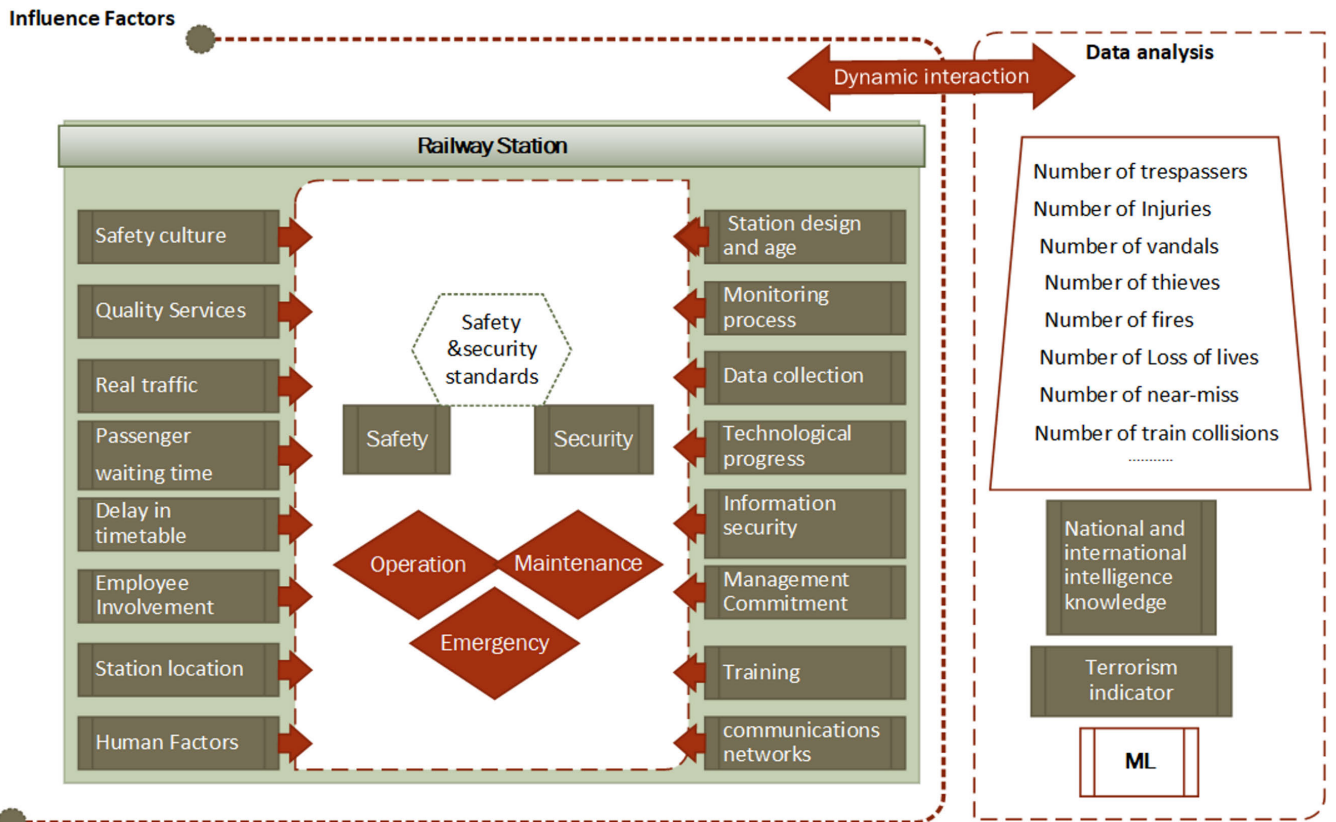 Influence Factors
Dynamic interaction
Data analysis
Railway Station
Safety culture
Quality Services
Real traffic
Passenger
waiting time
Delay in
timetable
Employee
Involvement
Station location
Human Factors
Safety
&security
standards
Safety
Security
Operation
Maintenance
Emergency
Station design
and age
Monitoring
process
Data collection
Technological
progress
Information
security
Management
Commitment
Training
communications
networks
Number of trespassers
Number of Injuries
Number of vandals
Number of thieves
Number of fires
Number of Loss of lives
Number of near-miss
Number of train collisions
...........
National and
international
intelligence
knowledge
Terrorism
indicator
ML